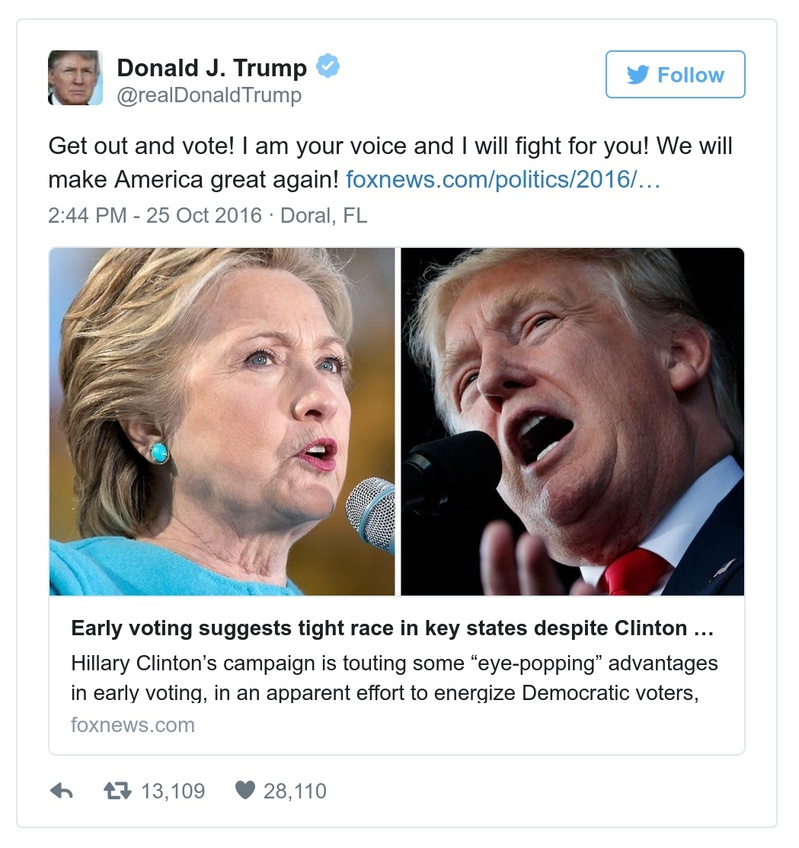 Donald J. Trump
@realDonaldTrump
Follow
Get out and vote! I am your voice and I will fight for you! We will
make America great again! foxnews.com/politics/2016/…
2:44 PM - 25 Oct 2016 · Doral, FL
Early voting suggests tight race in key states despite Clinton …
Hillary Clinton’s campaign is touting some “eye-popping” advantages
in early voting, in an apparent effort to energize Democratic voters,
foxnews.com
13,109 28,110